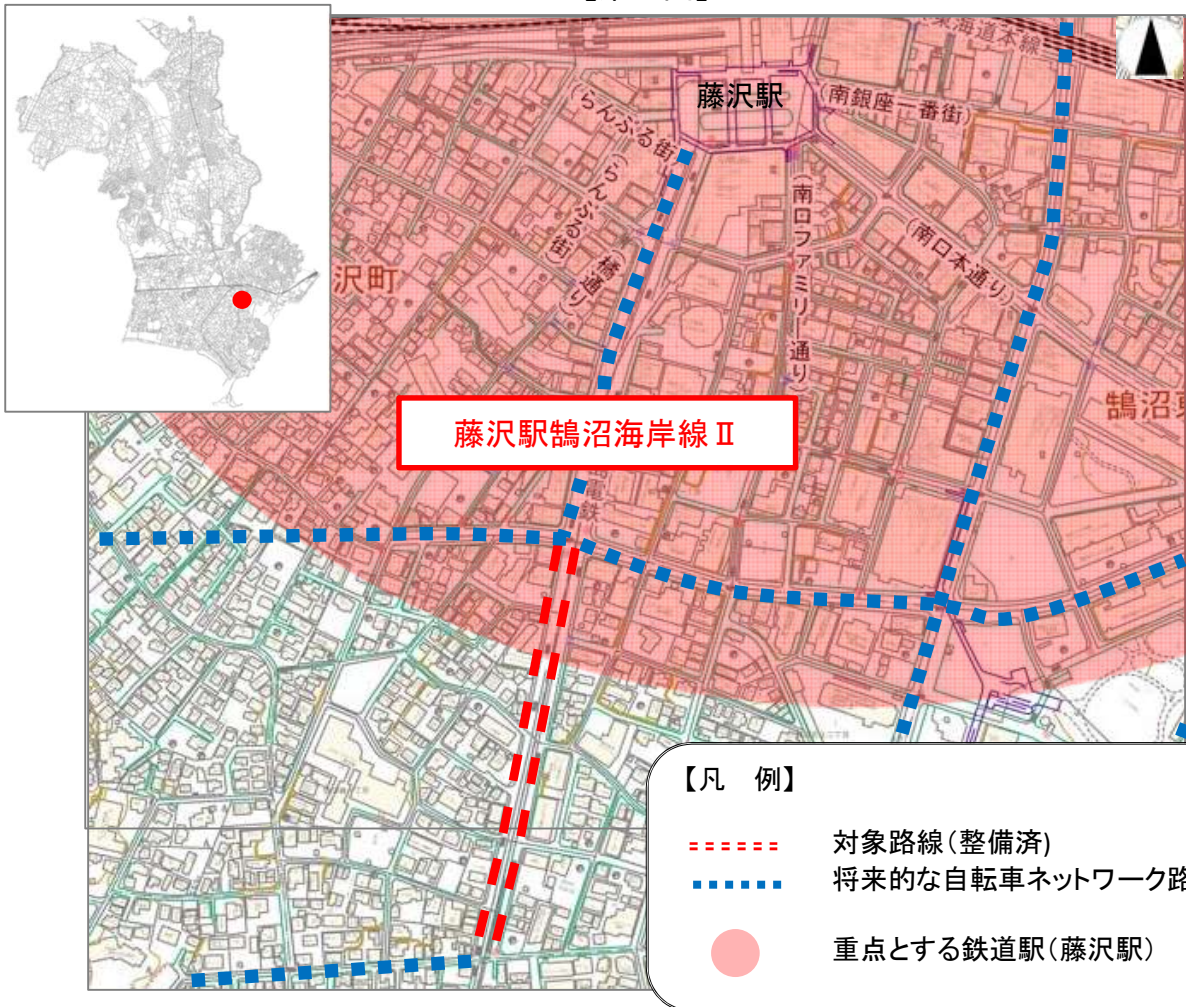 東海道本線
藤沢駅
(南銀座一番街)
(らんぶる街)
(らんぶる街
橘通り)
(南口ファミリー通り)
(南口本通り)
沢町
鵠沼
藤沢駅鵠沼海岸線Ⅱ
電鉄
【凡　例】
対象路線(整備済)
将来的な自転車ネットワーク路
重点とする鉄道駅(藤沢駅)